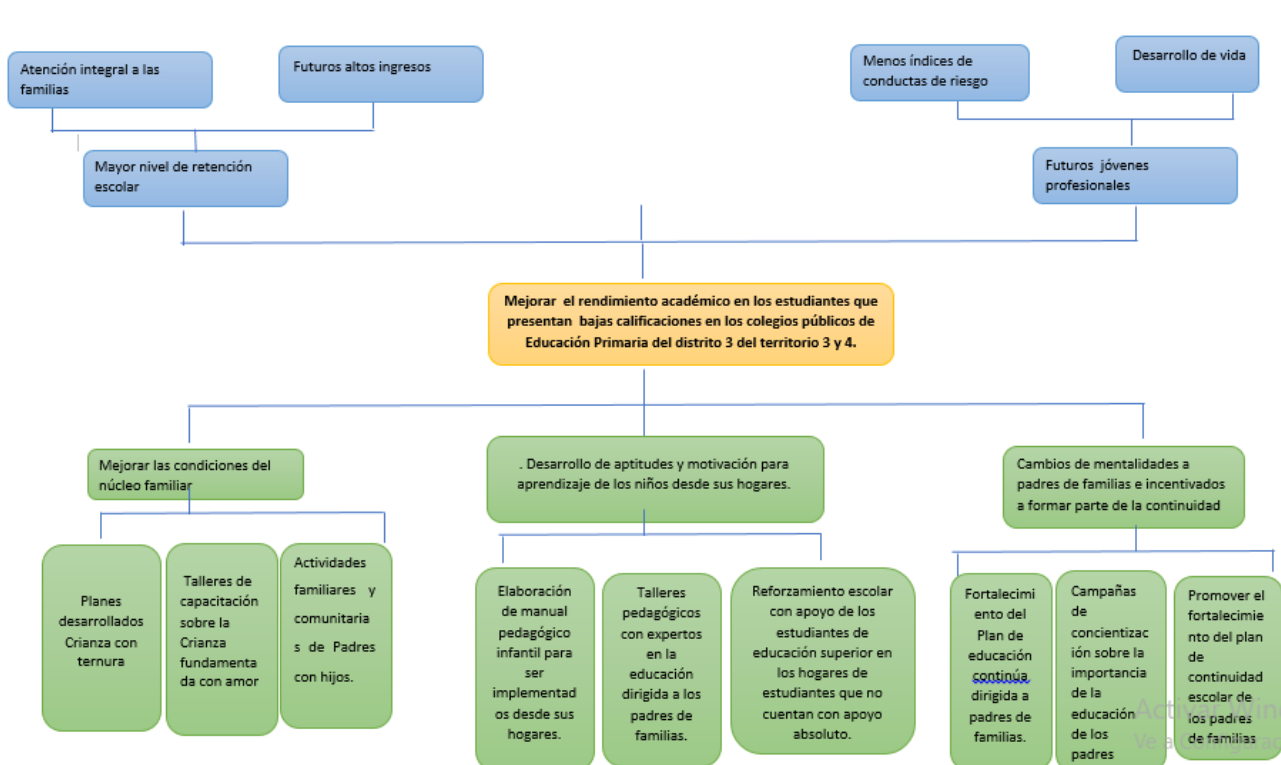 Atención integral a las
familias
Futuros altos ingresos
Menos índices de
conductas de riesgo
Desarrollo de vida
Mayor nivel de retención
escolar
Futuros jóvenes
profesionales
Mejorar el rendimiento académico en los estudiantes que
presentan bajas calificaciones en los colegios públicos de
Educación Primaria del distrito 3 del territorio 3 y 4.
Mejorar las condiciones del
núcleo familiar
. Desarrollo de aptitudes y motivación para
aprendizaje de los niños desde sus hogares.
Cambios de mentalidades a
padres de familias e incentivados
a formar parte de la continuidad
Planes
desarrollados
Crianza con
ternura
Talleres de
capacitación
sobre la
Crianza
fundamenta
da con amor
Actividades
familiares y
comunitaria
s de Padres
con hijos.
Elaboración
de manual
pedagógico
infantil para
ser
implementad
os desde sus
hogares.
Talleres
pedagógicos
con expertos
en la
educación
dirigida a los
padres de
familias.
Reforzamiento escolar
con apoyo de los
estudiantes de
educación superior en
los hogares de
estudiantes que no
cuentan con apoyo
absoluto.
Fortalecimi
ento del
Plan de
educación
continúa
dirigida a
padres de
familias.
Campañas
de
concientizac
ión sobre la
importancia
de la
educación
de los
padres
Promover el
fortalecimie
nto del plan
de
continuidad
escolar de
los padres
de familias
Activar Win
Ve a Configurac